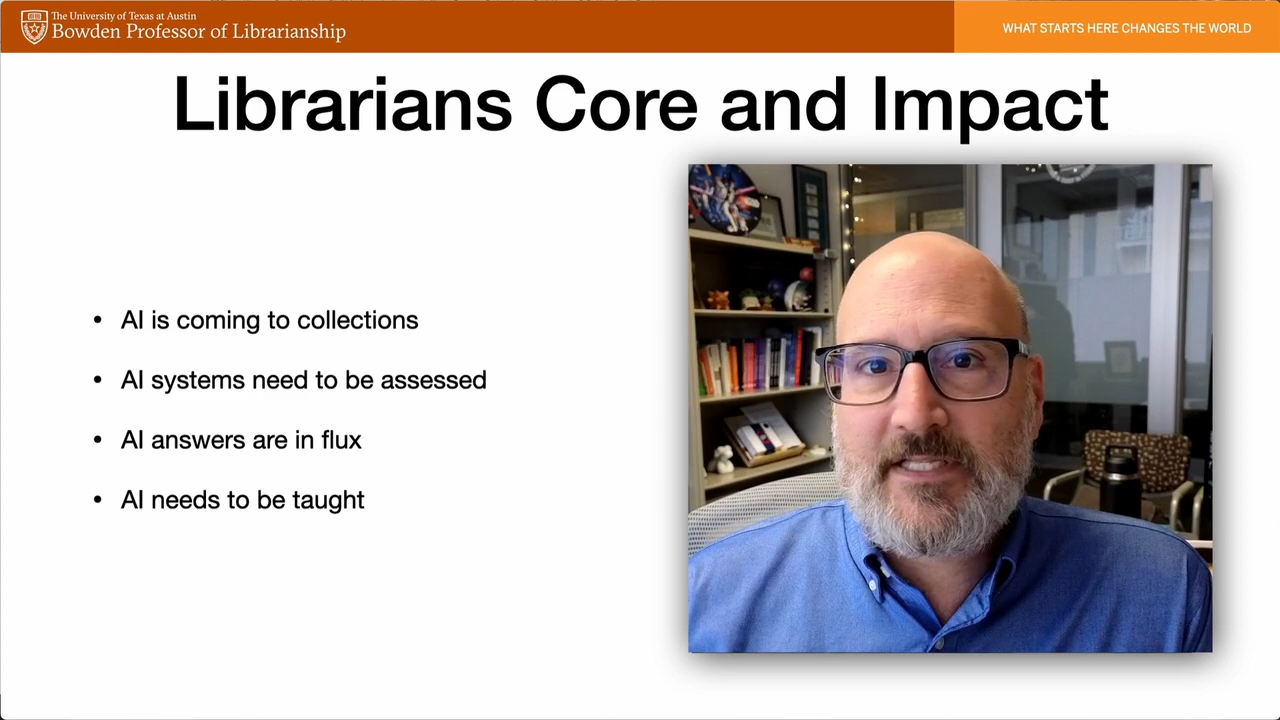 The University of Texas at Austin
Bowden Professor of Librarianship
WHAT STARTS HERE CHANGES THE WORLD
Librarians Core and Impact
• AI is coming to collections
• AI systems need to be assessed
• AI answers are in flux
• AI needs to be taught